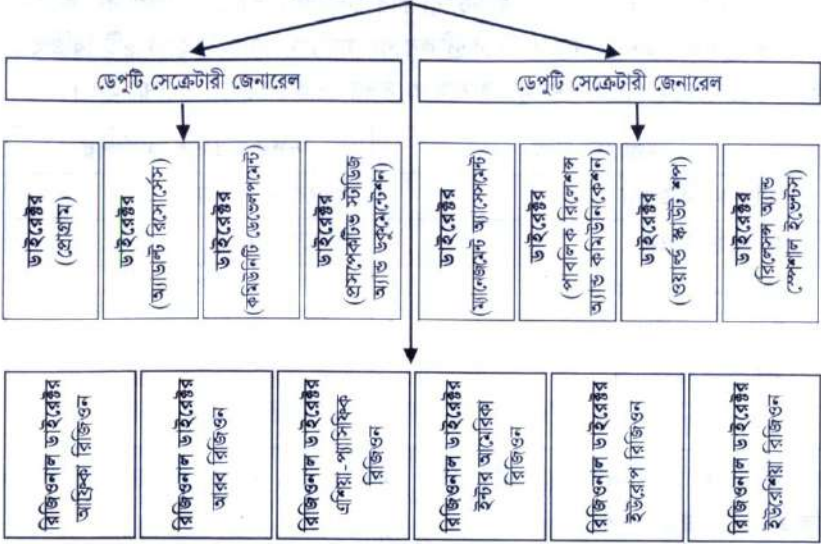 ডেপুটি সেক্রেটারী জেনারেল
ডেপুটি সেক্রেটারী জেনারেল
ডাইরেক্টর
(প্রোগ্রাম)
ডাইরেক্টর
(অ্যাডাল্ট রিসোর্সেস)
ডাইরেক্টর
(কমিউনিটি ডেভেলপমেন্ট)
ডাইরেক্টর
(প্রসপেকটিভ স্টাডিজ
অ্যান্ড ডকুমেন্টেশন)
ডাইরেক্টর
(ম্যানেজমেন্ট অ্যাসেসমেন্ট)
ডাইরেক্টর
(পাবলিক রিলেশন্স
অ্যান্ড কমিউনিকেশন)
ডাইরেক্টর
(ওয়ার্ল্ড স্কাউট শপ)
ডাইরেক্টর
(রিলেসন্স অ্যান্ড
স্পেশাল ইভেন্টস)
রিজিওনাল ডাইরেক্টর
আফ্রিকা রিজিওন
রিজিওনাল ডাইরেক্টর
আরব রিজিওন
রিজিওনাল ডাইরেক্টর
এশিয়া-প্যাসিফিক
রিজিওন
রিজিওনাল ডাইরেক্টর
ইন্টার আমেরিকা
রিজিওন
রিজিওনাল ডাইরেক্টর
ইউরোপ রিজিওন
রিজিওনাল ডাইরেক্টর
ইউরেশিয়া রিজিওন